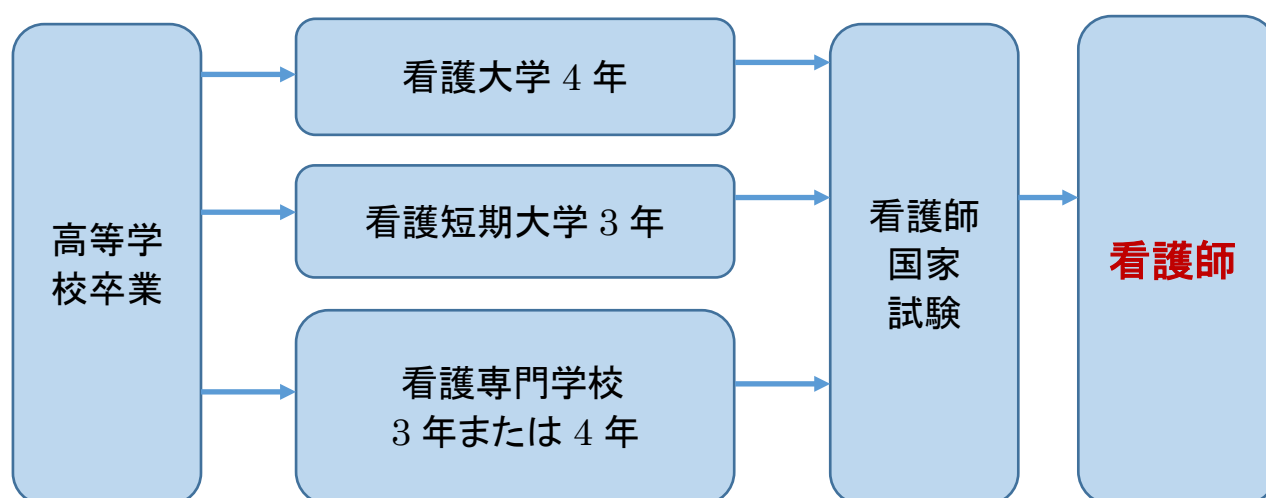 高等学
校卒業
看護大学 4 年
看護短期大学 3 年
看護専門学校
3 年または 4 年
看護師
国家
試験
看護師